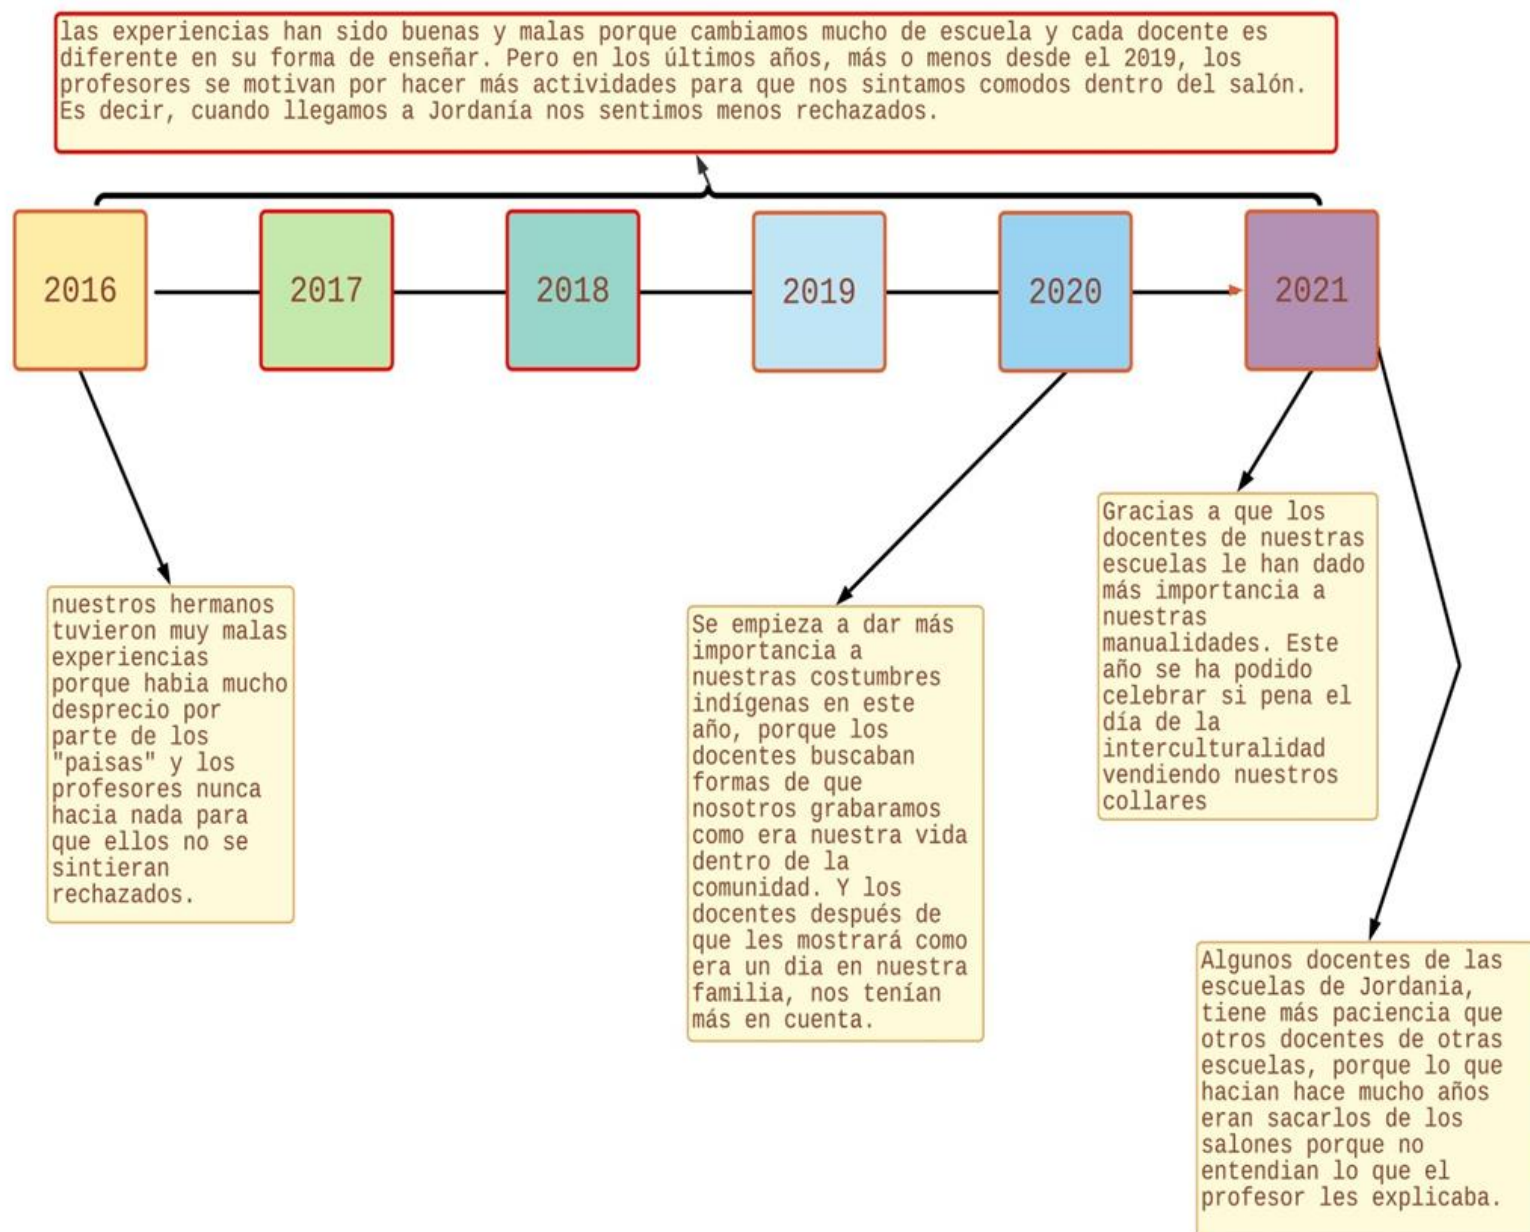 las experiencias han sido buenas y malas porque cambiamos mucho de escuela y cada docente es
diferente en su forma de enseñar. Pero en los últimos años, más o menos desde el 2019, los
profesores se motivan por hacer más actividades para que nos sintamos comodos dentro del salón.
Es decir, cuando llegamos a Jordanía nos sentimos menos rechazados.
2016
2017
2018
2019
2020
2021
nuestros hermanos
tuvieron muy malas
experiencias
porque habia mucho
desprecio por
parte de los
"paisas" y los
profesores nunca
hacia nada para
que ellos no se
sintieran
rechazados.
Se empieza a dar más
importancia a
nuestras costumbres
indígenas en este
año, porque los
docentes buscaban
formas de que
nosotros grabaramos
como era nuestra vida
dentro de la
comunidad. Y los
docentes después de
que les mostrará como
era un dia en nuestra
familia, nos tenían
más en cuenta.
Gracias a que los
docentes de nuestras
escuelas le han dado
más importancia a
nuestras
manualidades. Este
año se ha podido
celebrar si pena el
día de la
interculturalidad
vendiendo nuestros
collares
Algunos docentes de las
escuelas de Jordania,
tiene más paciencia que
otros docentes de otras
escuelas, porque lo que
hacian hace mucho años
eran sacarlos de los
salones porque no
entendian lo que el
profesor les explicaba.